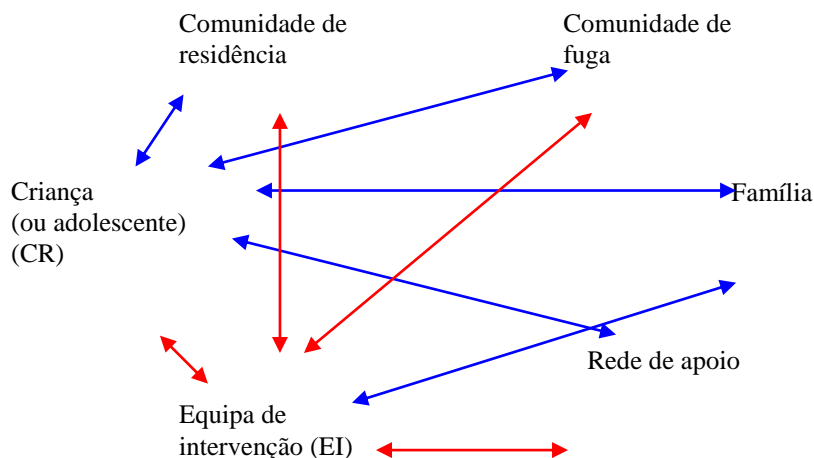 Comunidade de
residência
Comunidade de
fuga
Criança
(ou adolescente)
(CR)
Família
Rede de apoio
Equipa de
intervenção (EI)